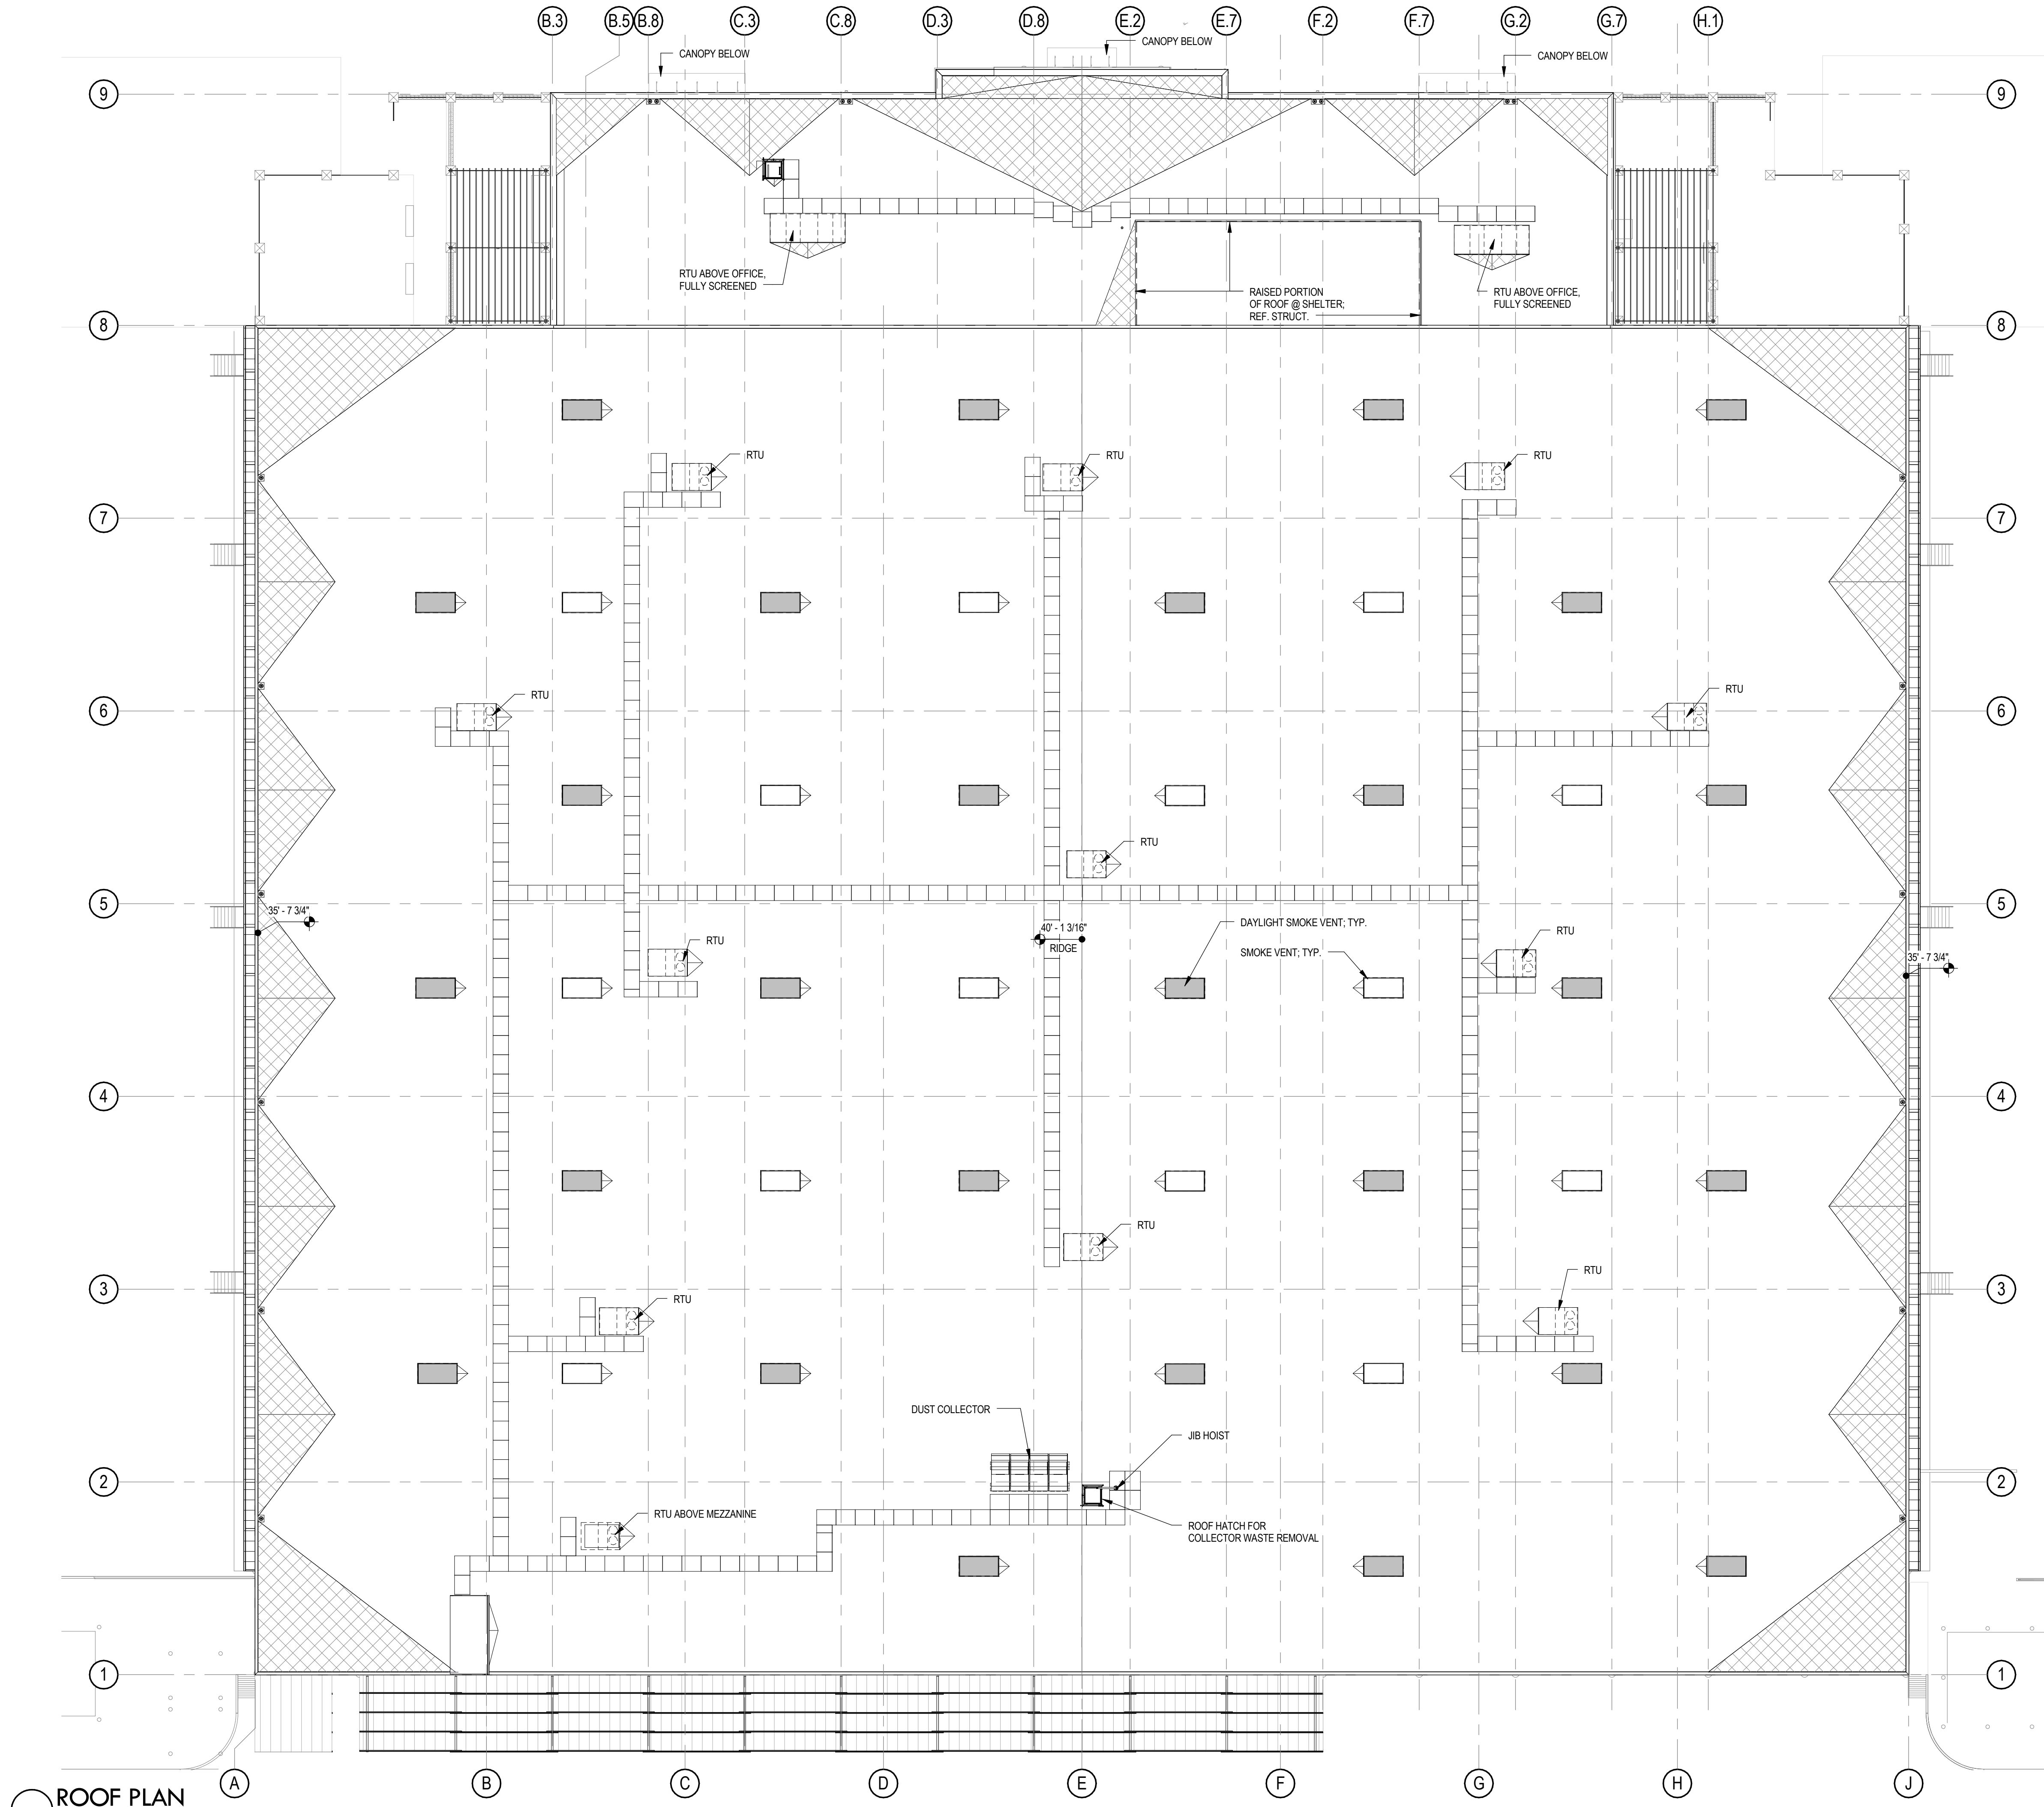 B.3 B.5 B.8 C.3 C.8 D.3 D.8 E.2 E.7 F.2 F.7 G.2 G.7 H.1
CANOPY BELOW
CANOPY BELOW
CANOPY BELOW
9
9
RTU ABOVE OFFICE,
FULLY SCREENED
RAISED PORTION
OF ROOF @ SHELTER;
REF. STRUCT.
RTU ABOVE OFFICE,
FULLY SCREENED
8
8
RTU
RTU
RTU
7
7
RTU
RTU
6
6
RTU
5
5
35' - 7 3/4"
40' - 1 3/16"
RIDGE
DAYLIGHT SMOKE VENT; TYP.
SMOKE VENT; TYP.
RTU
RTU
35' - 7 3/4"
4
4
RTU
3
3
RTU
RTU
DUST COLLECTOR
JIB HOIST
2
2
RTU ABOVE MEZZANINE
ROOF HATCH FOR
COLLECTOR WASTE REMOVAL
1
1
A B C D E F G H J
ROOF PLAN